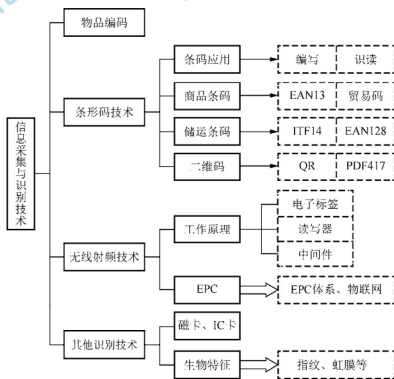 物品编码
条码应用
编写 识读
商品条码
EAN13 贸易码
条形码技术
储运条码
ITF14 EAN128
二维码
QR PDF417
信息采集与识别技术
电子标签
工作原理
读写器
无线射频技术
中间件
EPC
EPC体系、物联网
磁卡、IC卡
其他识别技术
生物特征
指纹、虹膜等